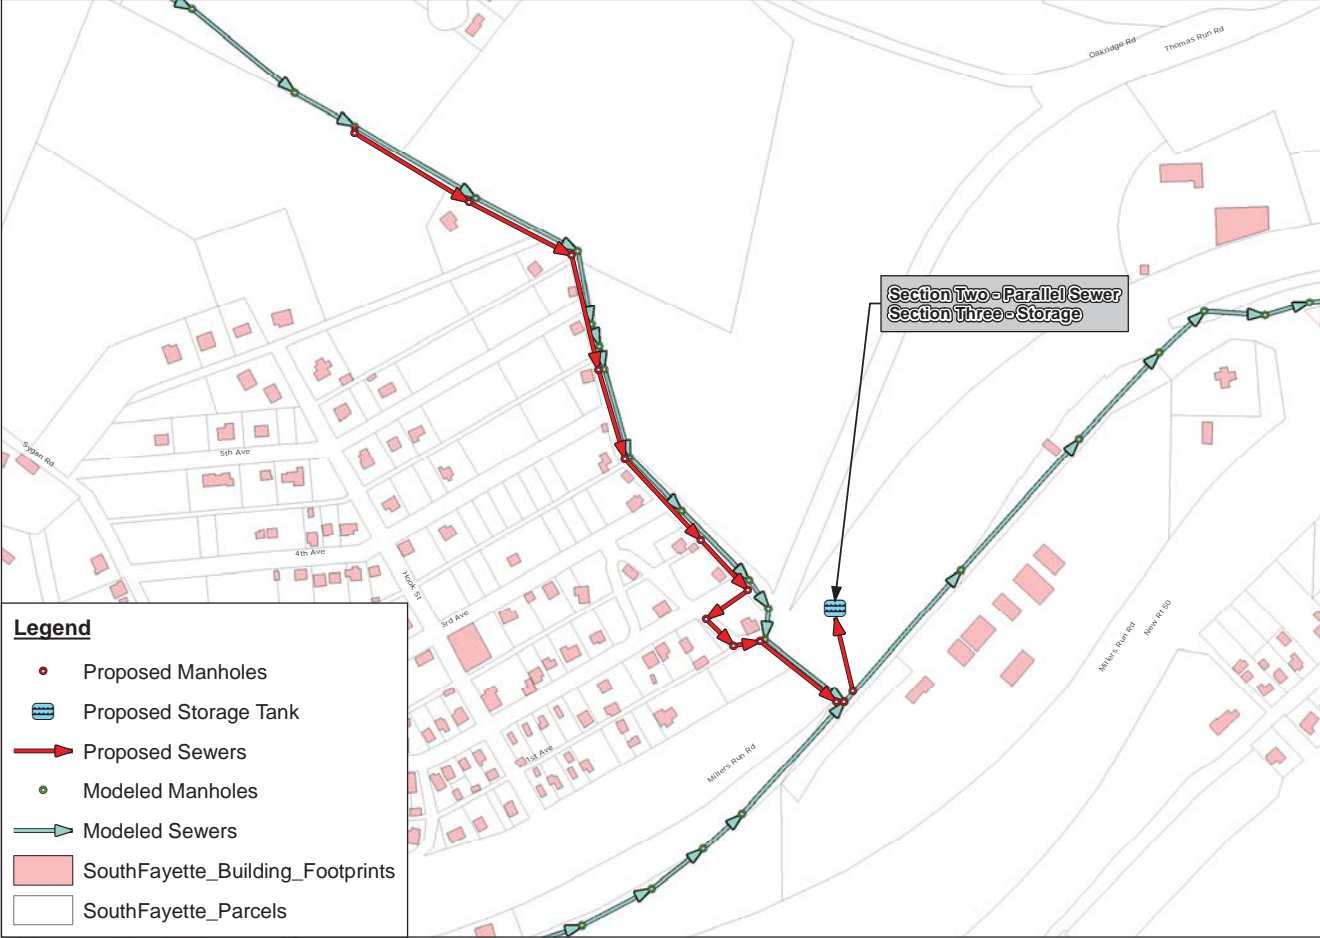 Oakridge Rd
Thomas Run Rd
Section Two - Parallel Sewer
Section Three - Storage
Sygan Rd
5th Ave
4th Ave
Hook St
3rd Ave
1st Ave
Millers Run Rd
Millers Run Rd
New Rt 50
Legend
Proposed Manholes
Proposed Storage Tank
Proposed Sewers
Modeled Manholes
Modeled Sewers
SouthFayette_Building_Footprints
SouthFayette_Parcels